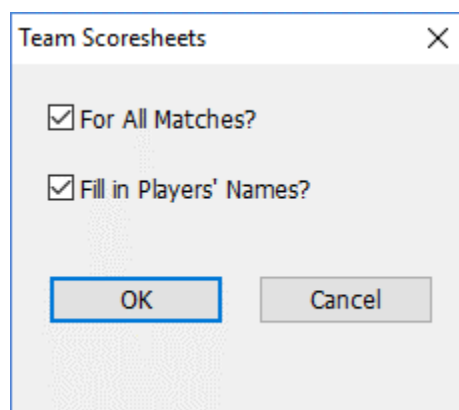 Team Scoresheets
For All Matches?
Fill in Players' Names?
OK Cancel